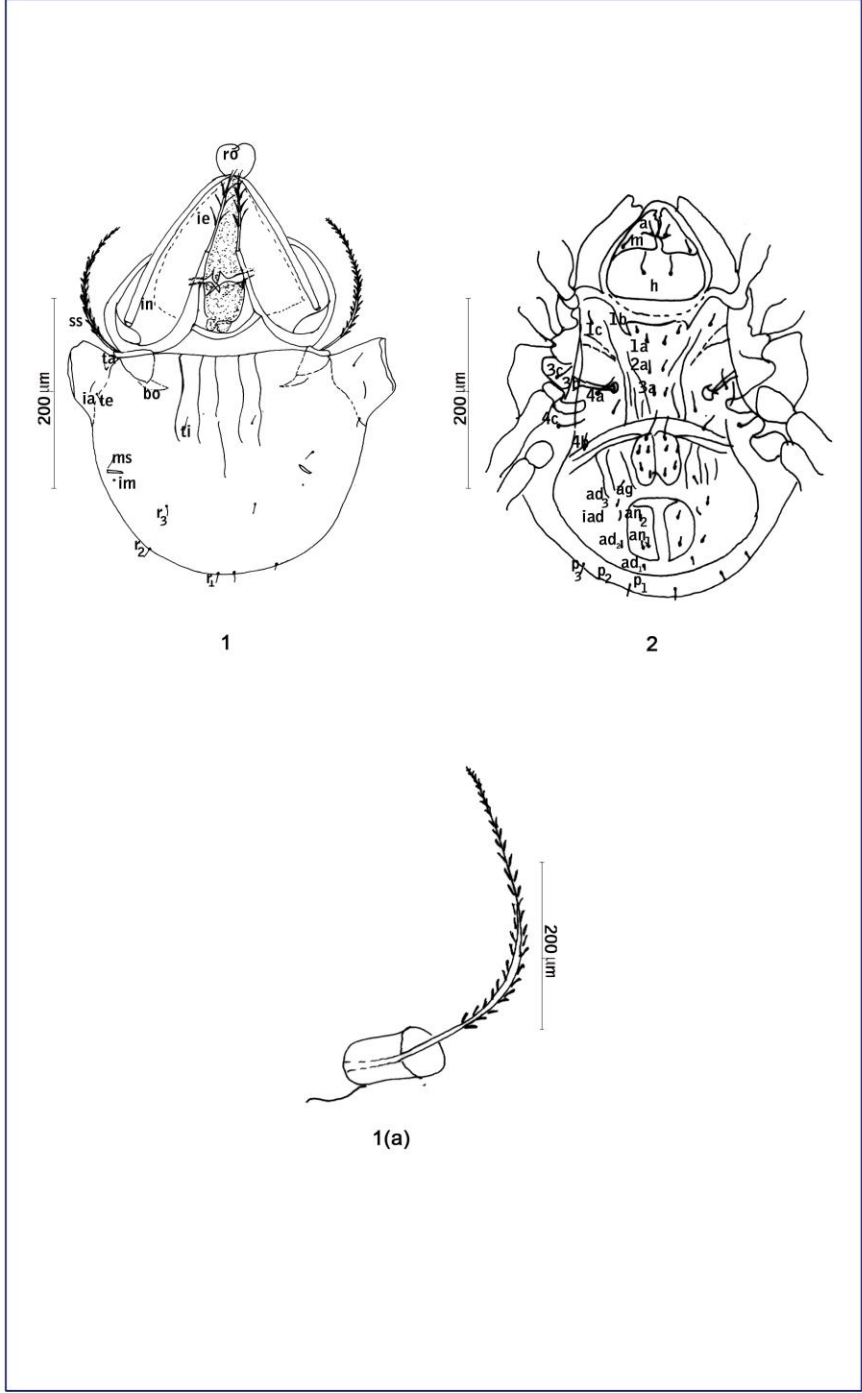 ro
ie
in
ss
ta
bo
ia te
ti
ms
im
r3
r2
r1
200 µm
1
a
m
h
1b
1c
1a
2a
3c
3b
3a
4a
4c
4b
ag
ad3
iad
an2
an1
ad2
ad1
p3
p2
p1
200 µm
2
200 µm
1(a)